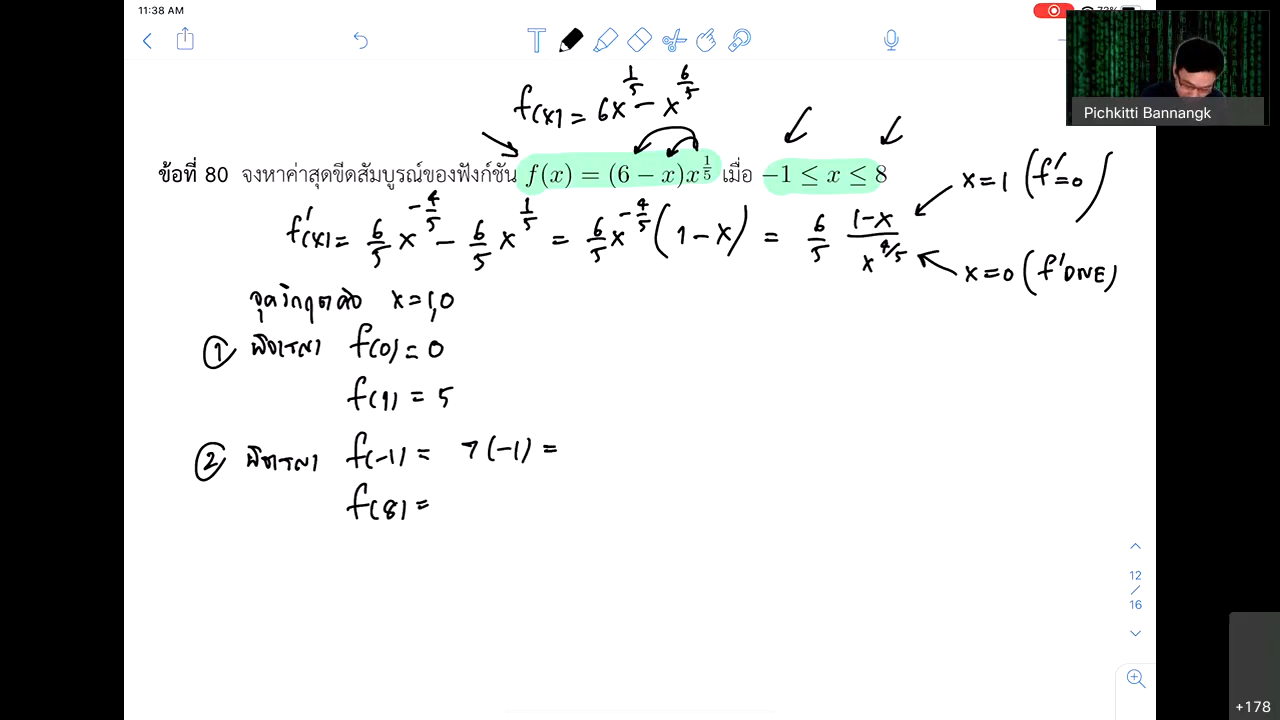 11:38 AM
73%
Pichkitti Bannangk
f(x) = 6x^{1/5} - x^{6/5}
ข้อที่ 80 จงหาค่าสุดขีดสัมบูรณ์ของฟังก์ชัน f(x) = (6 − x)x^{1/5} เมื่อ −1 ≤ x ≤ 8
x=1 (f'=0)
f'(x) = 6/5 x^{-4/5} - 6/5 x^{1/5} = 6/5 x^{-4/5} (1-x) = 6/5 (1-x)/x^{4/5}
x=0 (f' DNE)
จุดวิกฤตคือ x=1,0
① พิจารณา f(0) = 0
f(1) = 5
② พิจารณา f(-1) = 7(-1) =
f(8) =
12
/
16
+178